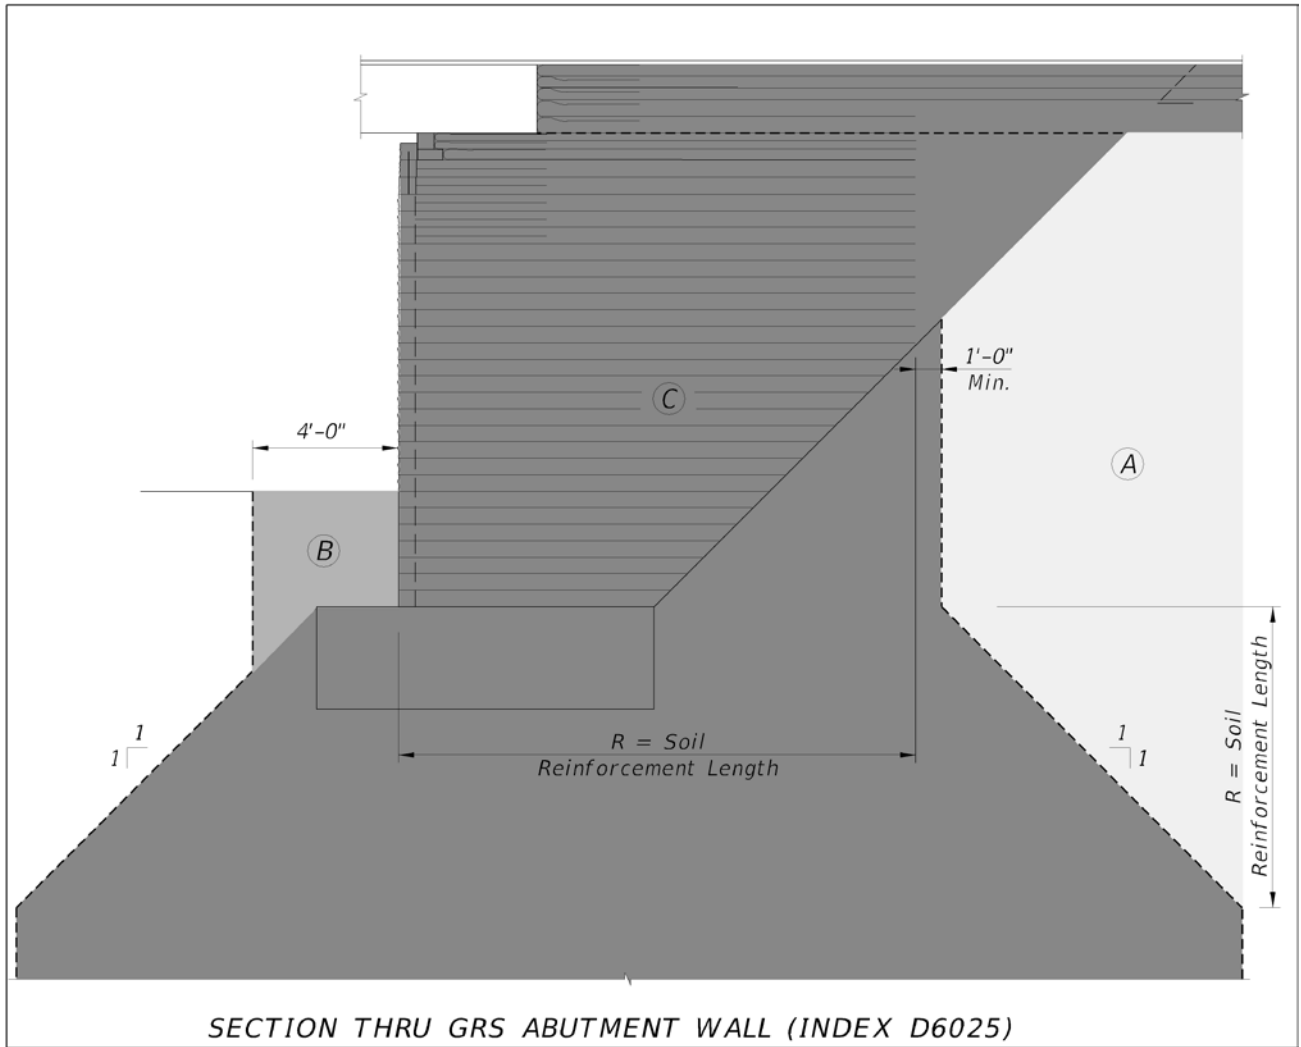 1'-0"
Min.
C
4'-0"
A
B
1
1
R = Soil
Reinforcement Length
1
1
R = Soil
Reinforcement Length
SECTION THRU GRS ABUTMENT WALL (INDEX D6025)